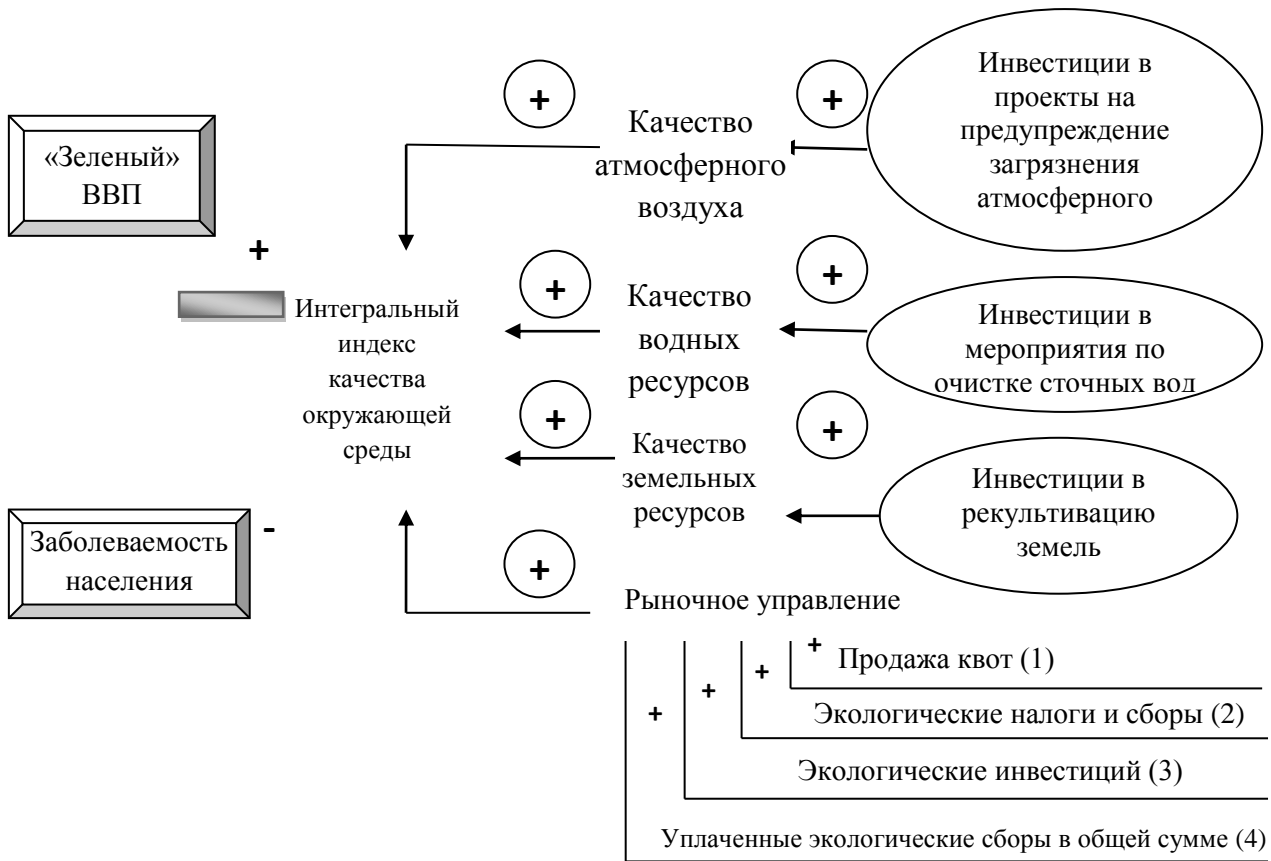 «Зеленый»
ВВП
+
Интегральный
индекс
качества
окружающей
среды
Заболеваемость
населения
-
+
Качество
атмосферного
воздуха
+
Инвестиции в
проекты на
предупреждение
загрязнения
атмосферного
+
Качество
водных
ресурсов
+
Инвестиции в
мероприятия по
очистке сточных вод
+
Качество
земельных
ресурсов
+
Инвестиции в
рекультивацию
земель
+
Рыночное управление
+ Продажа квот (1)
+ Экологические налоги и сборы (2)
+ Экологические инвестиций (3)
+ Уплаченные экологические сборы в общей сумме (4)